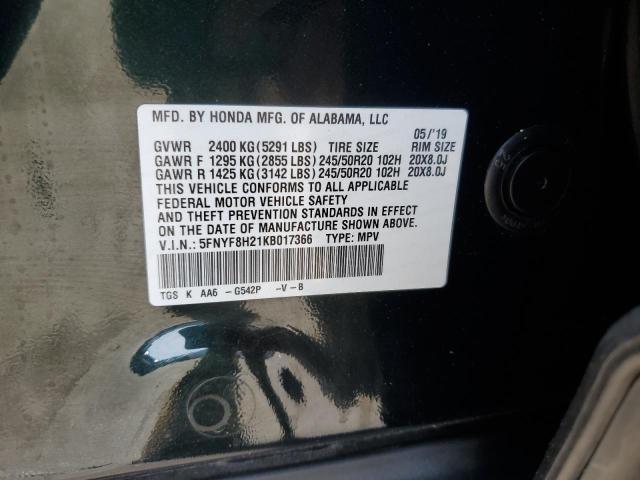 MFD. BY HONDA MFG. OF ALABAMA, LLC
05/'19
GVWR 2400 KG(5291 LBS) TIRE SIZE RIM SIZE
GAWR F 1295 KG(2855 LBS)245/50R20 102H 20X8.0J
GAWR R 1425 KG(3142 LBS)245/50R20 102H 20X8.0J
THIS VEHICLE CONFORMS TO ALL APPLICABLE
FEDERAL MOTOR VEHICLE SAFETY
AND THEFT PREVENTION STANDARDS IN EFFECT
ON THE DATE OF MANUFACTURE SHOWN ABOVE.
V.I.N.: 5FNYF8H21KB017366 TYPE: MPV
TGS K AA6 -G542P -V-B